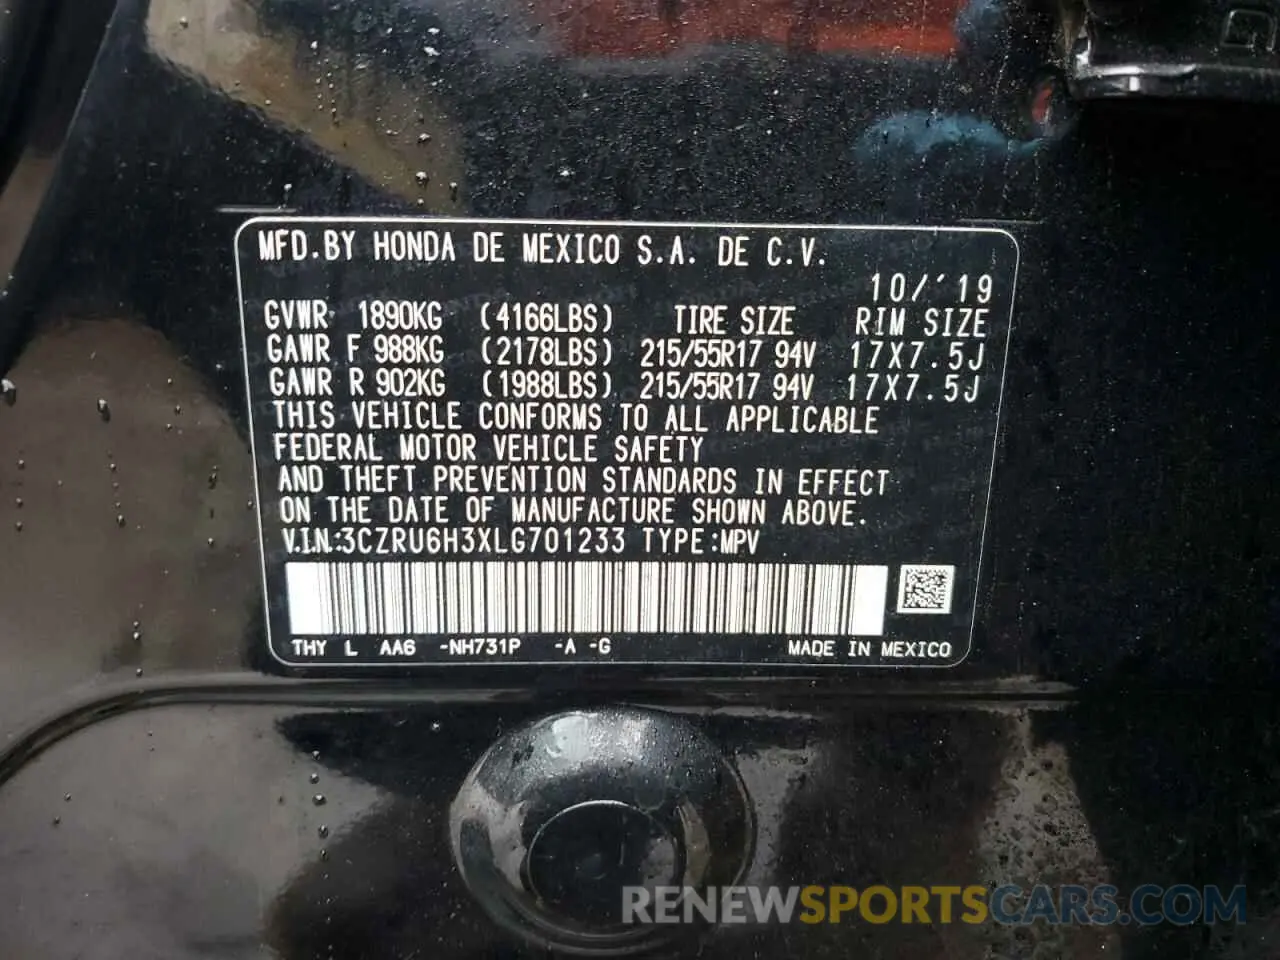 MFD.BY HONDA DE MEXICO S.A. DE C.V.
10/'19
GVWR 1890KG (4166LBS) TIRE SIZE RIM SIZE
GAWR F 988KG (2178LBS) 215/55R17 94V 17X7.5J
GAWR R 902KG (1988LBS) 215/55R17 94V 17X7.5J
THIS VEHICLE CONFORMS TO ALL APPLICABLE
FEDERAL MOTOR VEHICLE SAFETY
AND THEFT PREVENTION STANDARDS IN EFFECT
ON THE DATE OF MANUFACTURE SHOWN ABOVE.
V.I.N.:3CZRU6H3XLG701233 TYPE:MPV
THY L AA6 -NH731P -A -G MADE IN MEXICO
RENEWSPORTSCARS.COM